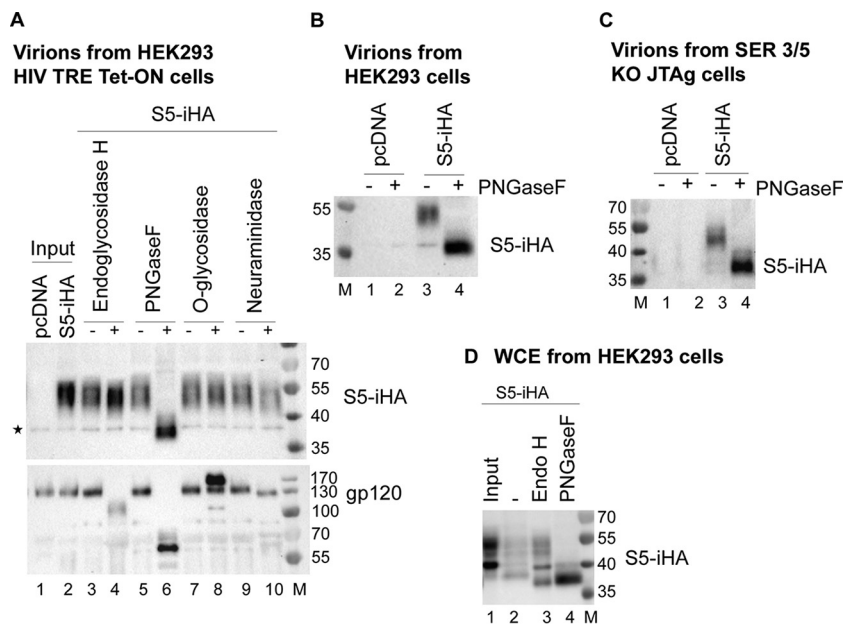 A
Virions from HEK293
HIV TRE Tet-ON cells
S5-iHA
Input
pcDNA
S5-iHA
Endoglycosidase H
PNGaseF
O-glycosidase
Neuraminidase
- + - + - + - +
70
55
40
35
S5-iHA
★
170
130
100
70
55
gp120
1 2 3 4 5 6 7 8 9 10 M
B
Virions from
HEK293 cells
pcDNA
S5-iHA
- + - + PNGaseF
55
35
S5-iHA
M 1 2 3 4
C
Virions from SER 3/5
KO JTAg cells
pcDNA
S5-iHA
- + - + PNGaseF
70
55
40
35
S5-iHA
M 1 2 3 4
D
WCE from HEK293 cells
S5-iHA
Input
-
Endo H
PNGaseF
70
55
40
35
S5-iHA
1 2 3 4 M